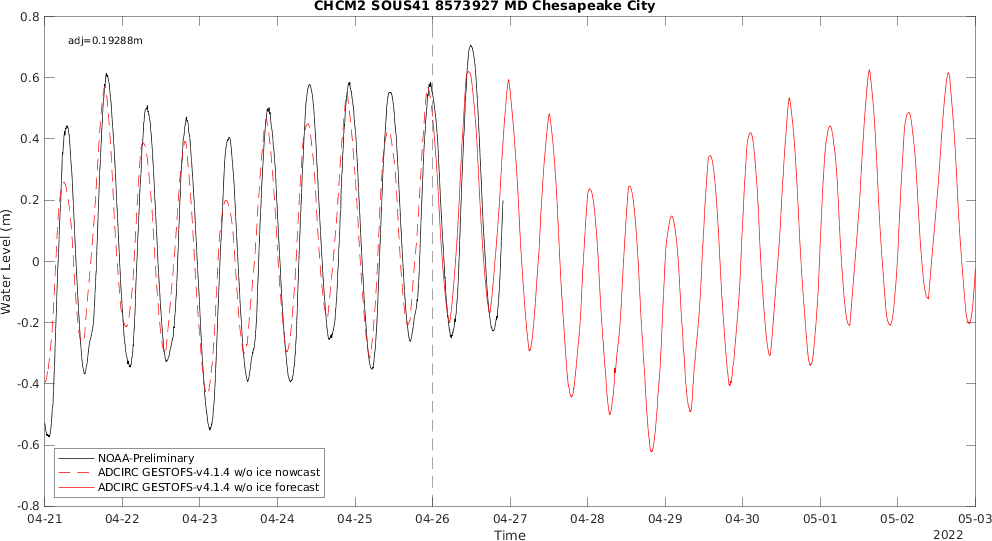 CHCM2 SOUS41 8573927 MD Chesapeake City
adj=0.19288m
0.8
0.6
0.4
0.2
0
-0.2
-0.4
-0.6
-0.8
Water Level (m)
NOAA-Preliminary
ADCIRC GESTOFS-v4.1.4 w/o ice nowcast
ADCIRC GESTOFS-v4.1.4 w/o ice forecast
04-21 04-22 04-23 04-24 04-25 04-26 04-27 04-28 04-29 04-30 05-01 05-02 05-03
Time
2022